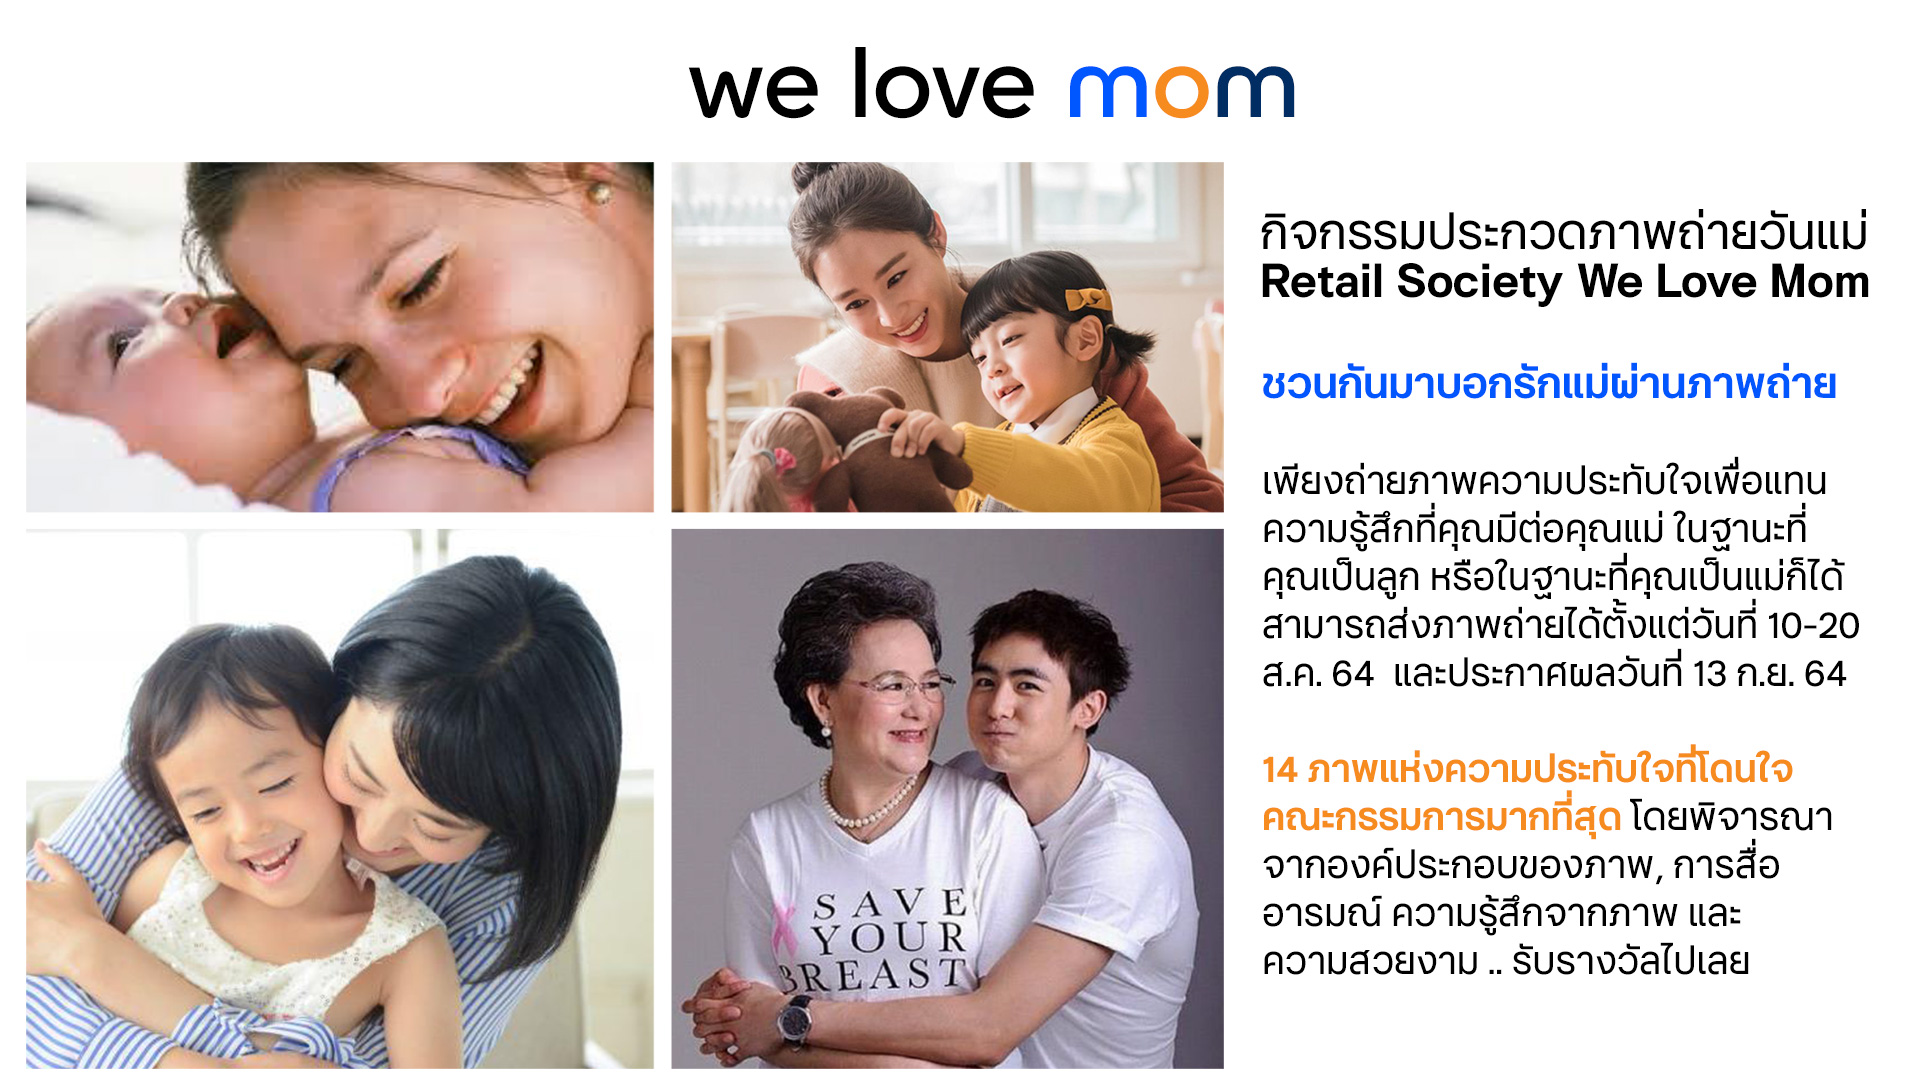 we love mom
กิจกรรมประกวดภาพถ่ายวันแม่
Retail Society We Love Mom
ชวนกันมาบอกรักแม่ผ่านภาพถ่าย
เพียงถ่ายภาพความประทับใจเพื่อแทน
ความรู้สึกที่คุณมีต่อคุณแม่ ในฐานะที่
คุณเป็นลูก หรือในฐานะที่คุณเป็นแม่ก็ได้
สามารถส่งภาพถ่ายได้ตั้งแต่วันที่ 10-20
ส.ค. 64 และประกาศผลวันที่ 13 ก.ย. 64
14 ภาพแห่งความประทับใจที่โดนใจ
คณะกรรมการมากที่สุด โดยพิจารณา
จากองค์ประกอบของภาพ, การสื่อ
อารมณ์ ความรู้สึกจากภาพ และ
ความสวยงาม .. รับรางวัลไปเลย
SAVE
YOUR
BREAST